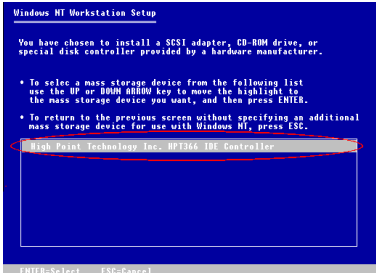 Windows NT Workstation Setup
You have chosen to install a SCSI adapter, CD-ROM drive, or
special disk controller provided by a hardware manufacturer.
• To selec a mass storage device from the following list
use the UP or DOWN ARROW key to move the highlight to
the mass storage device you want, and then press ENTER.
• To return to the previous screen without specifying an additional
mass storage device for use with Windows NT, press ESC.
High Point Technology Inc. HPT366 IDE Controller
ENTER=Select ESC=Cancel